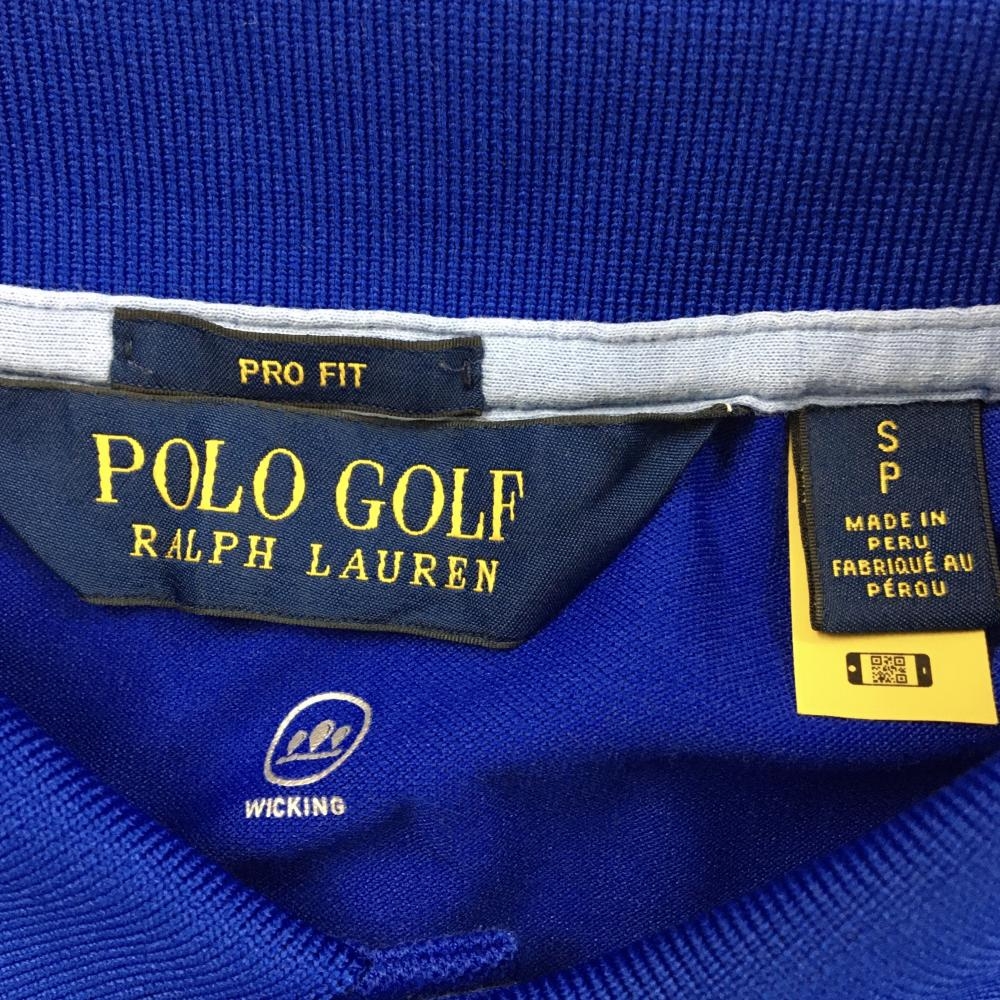 PRO FIT
POLO GOLF
RALPH LAUREN
S
P
MADE IN
PERU
FABRIQUÉ AU
PÉROU
WICKING